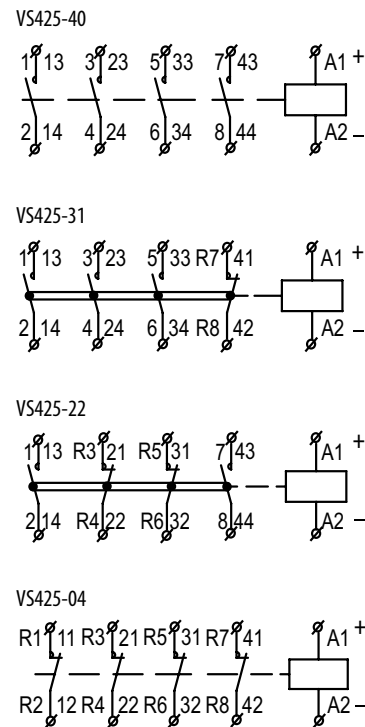 VS425-40
1 13 3 23 5 33 7 43 A1 +
2 14 4 24 6 34 8 44 A2 –
VS425-31
1 13 3 23 5 33 R7 41 A1 +
2 14 4 24 6 34 R8 42 A2 –
VS425-22
1 13 R3 21 R5 31 7 43 A1 +
2 14 R4 22 R6 32 8 44 A2 –
VS425-04
R1 11 R3 21 R5 31 R7 41 A1 +
R2 12 R4 22 R6 32 R8 42 A2 –